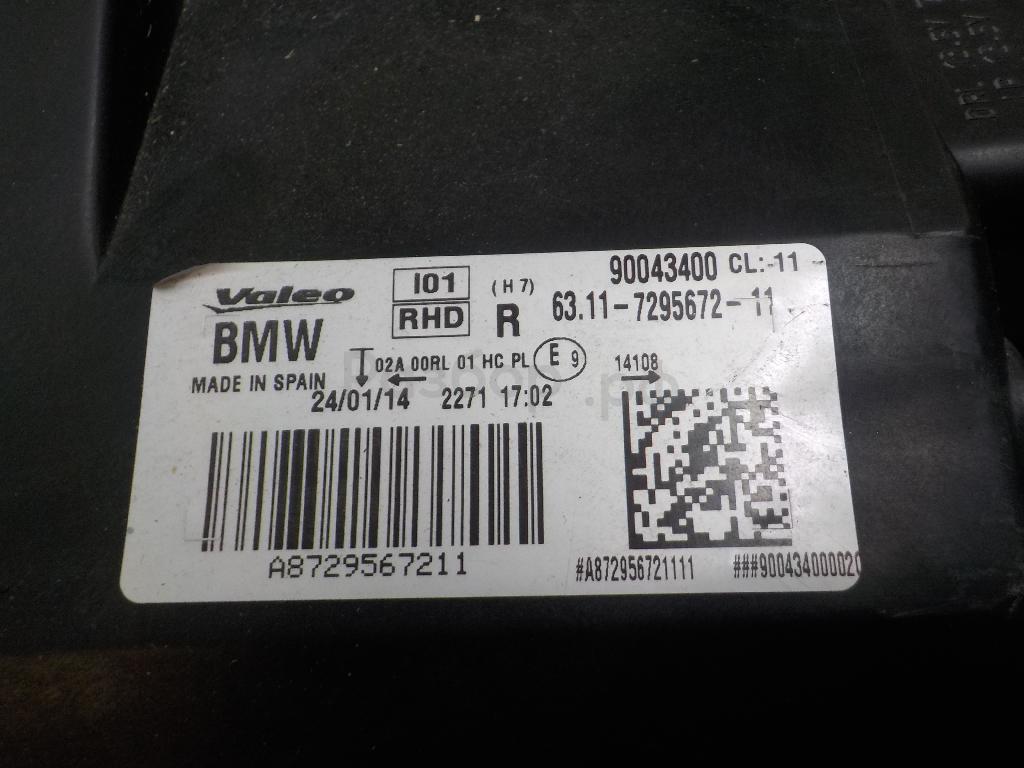 Valeo
BMW
MADE IN SPAIN
I01
RHD
(H7)
R
90043400 CL:-11
63.11-7295672-11
02A 00RL 01 HC PL E 9
14108
24/01/14 2271 17:02
A8729567211
#A872956721111 ###900434000020